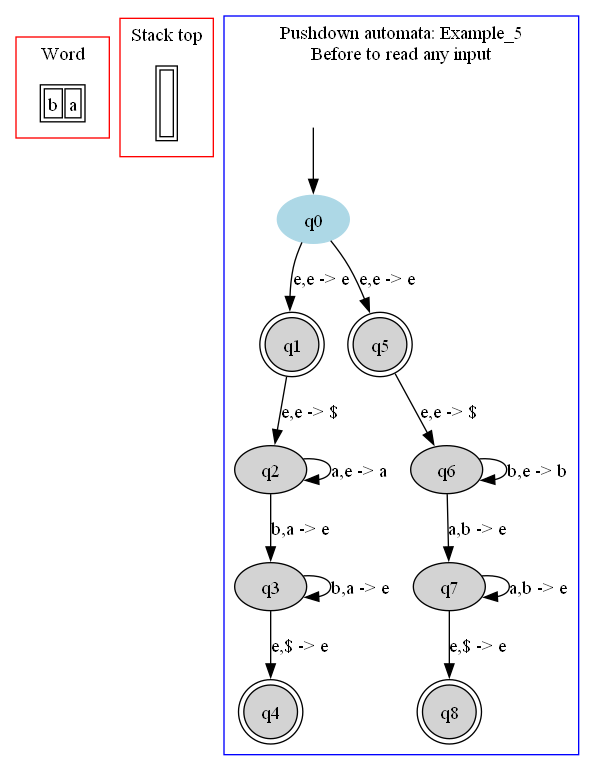 Word
b a
Stack top
Pushdown automata: Example_5
Before to read any input
q0
e,e -> e
e,e -> e
q1
q5
e,e -> $
e,e -> $
q2
a,e -> a
q6
b,e -> b
b,a -> e
a,b -> e
q3
b,a -> e
q7
a,b -> e
e,$ -> e
e,$ -> e
q4
q8